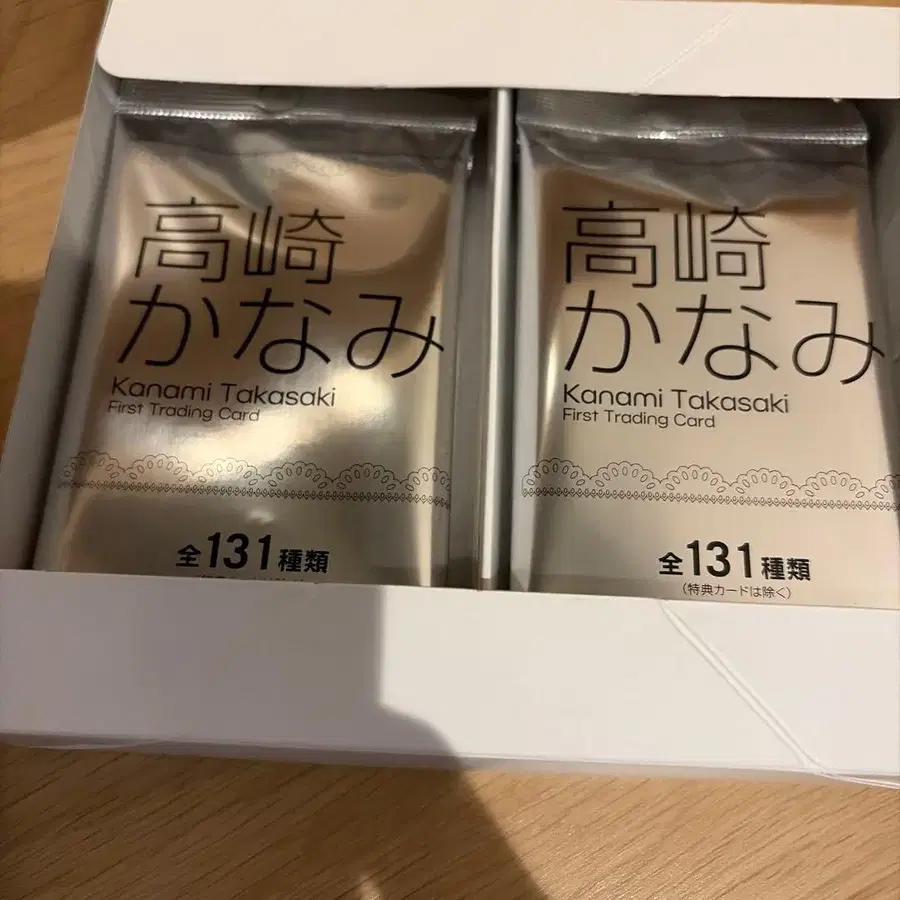 高崎
かなみ
Kanami Takasaki
First Trading Card
全131種類
高崎
かなみ
Kanami Takasaki
First Trading Card
全131種類
(特典カードは除く)